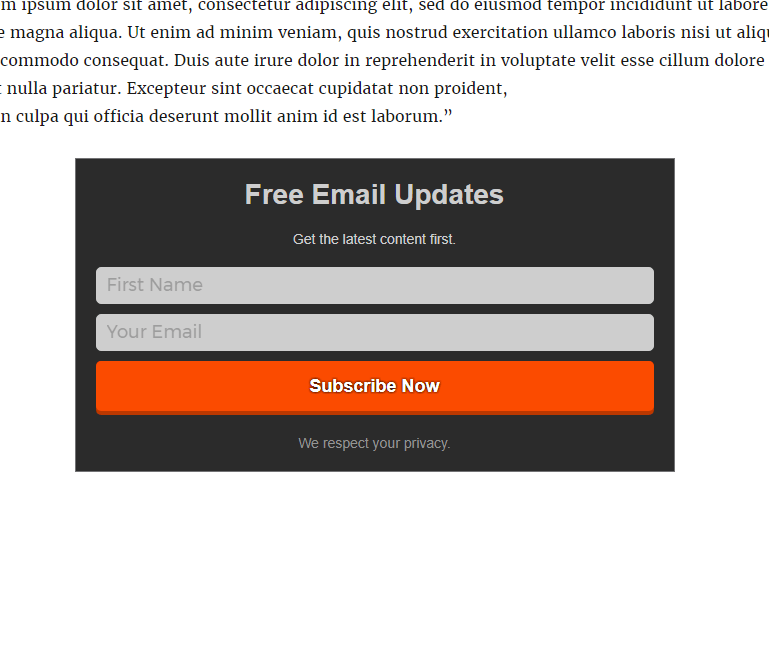 ipsum dolor sit amet, consectetur adipiscing elit, sed do eiusmod tempor incididunt ut labore
magna aliqua. Ut enim ad minim veniam, quis nostrud exercitation ullamco laboris nisi ut
commodo consequat. Duis aute irure dolor in reprehenderit in voluptate velit esse cillum dolore
nulla pariatur. Excepteur sint occaecat cupidatat non proident,
n culpa qui officia deserunt mollit anim id est laborum.”
Free Email Updates
Get the latest content first.
First Name
Your Email
Subscribe Now
We respect your privacy.